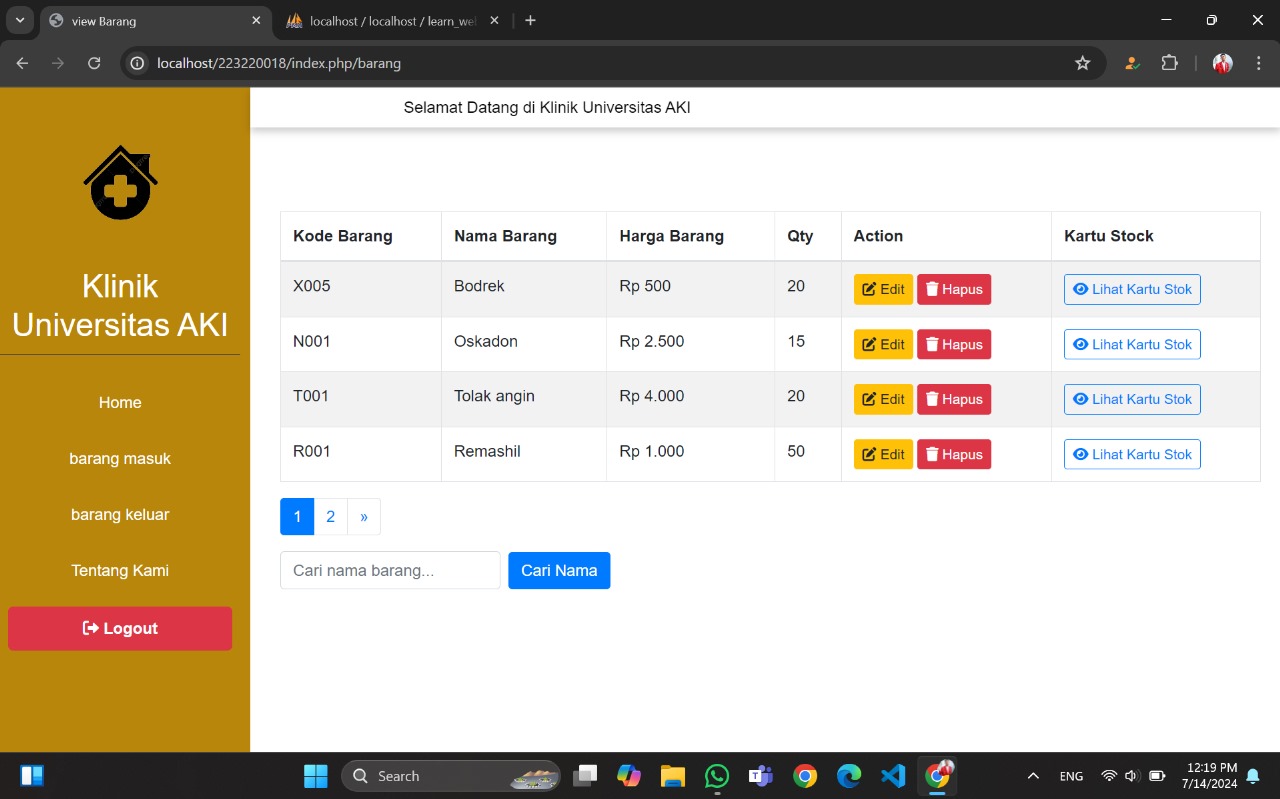 view Barang
localhost / localhost / learn_wel
localhost/223220018/index.php/barang
Selamat Datang di Klinik Universitas AKI
Klinik
Universitas AKI
Home
barang masuk
barang keluar
Tentang Kami
Logout
Kode Barang Nama Barang Harga Barang Qty Action Kartu Stock
X005 Bodrek Rp 500 20 Edit Hapus Lihat Kartu Stok
N001 Oskadon Rp 2.500 15 Edit Hapus Lihat Kartu Stok
T001 Tolak angin Rp 4.000 20 Edit Hapus Lihat Kartu Stok
R001 Remashil Rp 1.000 50 Edit Hapus Lihat Kartu Stok
1 2 »
Cari nama barang... Cari Nama
Search
ENG
12:19 PM
7/14/2024